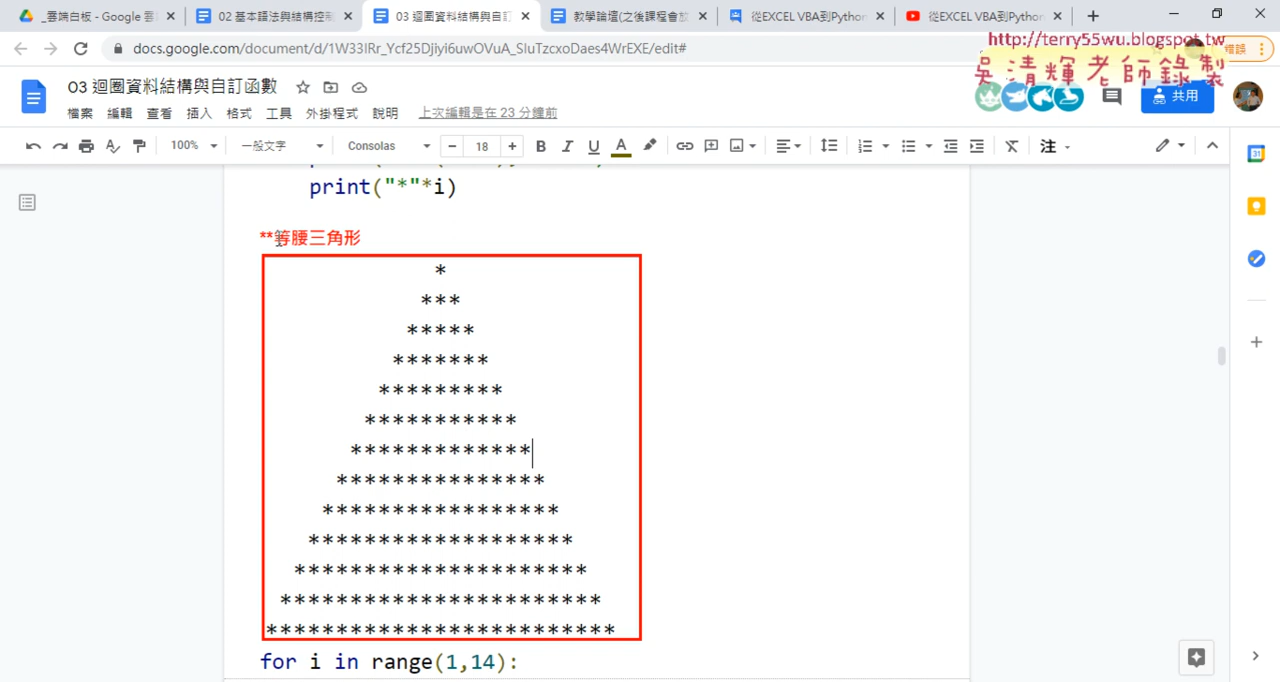 _雲端白板 - Google 雲
02 基本語法與結構控制
03 迴圈資料結構與自訂
教學論壇(之後課程會放
從EXCEL VBA到Python
從EXCEL VBA到Python
docs.google.com/document/d/1W33lRr_Ycf25Djiyi6uwOVuA_SIuTzcxoDaes4WrEXE/edit#
http://terry55wu.blogspot.tw
吳清輝老師錄製
錯誤
03 迴圈資料結構與自訂函數
檔案 編輯 查看 插入 格式 工具 外掛程式 說明 上次編輯是在 23 分鐘前
共用
100% 一般文字 Consolas 18 B I U A 注
print("*"*i)
**等腰三角形
*
***
*****
*******
*********
***********
*************
***************
*****************
*******************
*********************
***********************
*************************
for i in range(1,14):